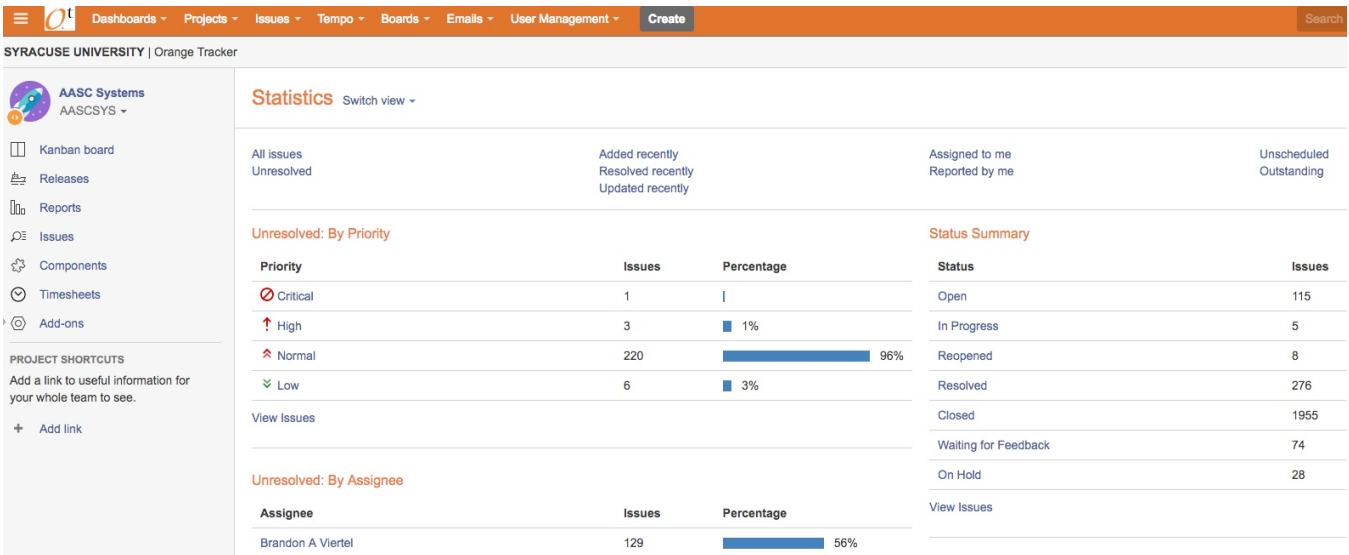 O.t Dashboards Projects Issues Tempo Boards Emails User Management Create Search
SYRACUSE UNIVERSITY | Orange Tracker
AASC Systems
AASCSYS
Kanban board
Releases
Reports
Issues
Components
Timesheets
Add-ons
PROJECT SHORTCUTS
Add a link to useful information for
your whole team to see.
+ Add link
Statistics Switch view
All issues Added recently Assigned to me Unscheduled
Unresolved Resolved recently Reported by me Outstanding
Updated recently
Unresolved: By Priority
Priority Issues Percentage
Critical 1
High 3 1%
Normal 220 96%
Low 6 3%
View Issues
Unresolved: By Assignee
Assignee Issues Percentage
Brandon A Viertel 129 56%
Status Summary
Status Issues
Open 115
In Progress 5
Reopened 8
Resolved 276
Closed 1955
Waiting for Feedback 74
On Hold 28
View Issues